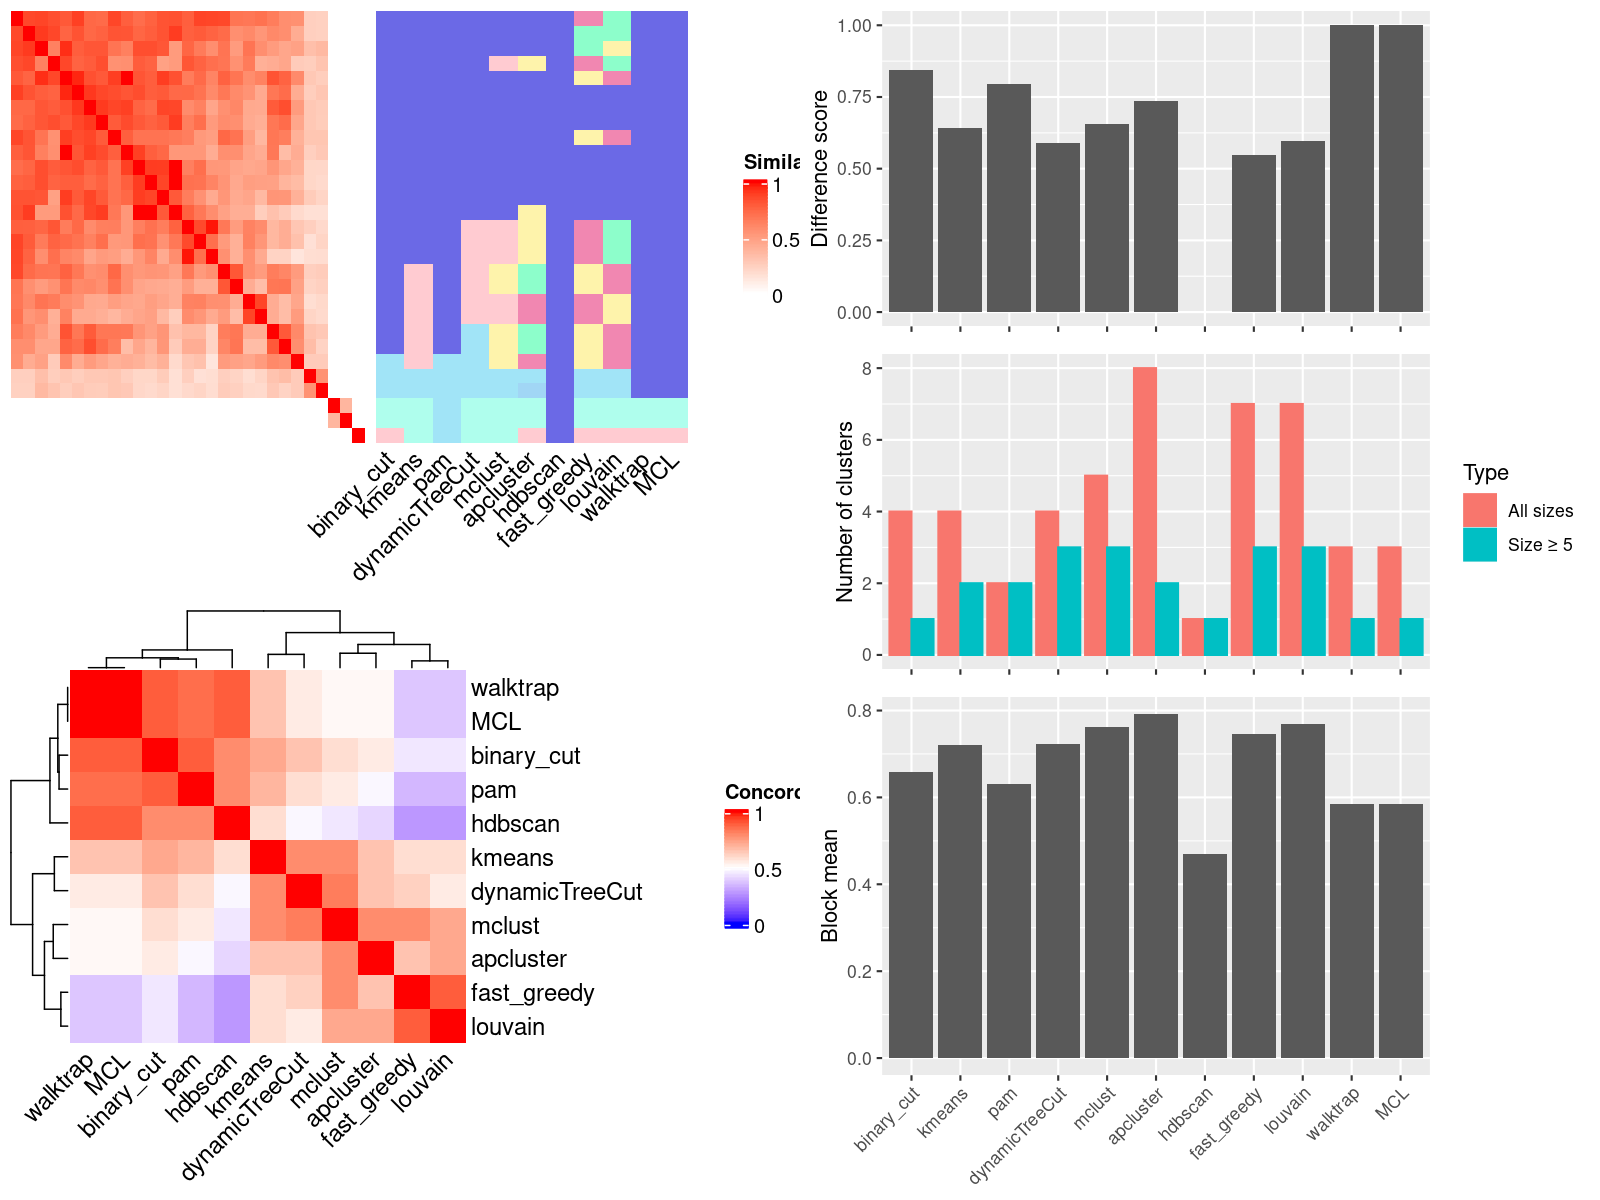 Simila
1
0.5
0
binary_cut
kmeans
pam
dynamicTreeCut
mclust
apcluster
hdbscan
fast_greedy
louvain
walktrap
MCL
walktrap
MCL
binary_cut
pam
hdbscan
kmeans
dynamicTreeCut
mclust
apcluster
fast_greedy
louvain
walktrap
MCL
binary_cut
pam
hdbscan
kmeans
dynamicTreeCut
mclust
apcluster
fast_greedy
louvain
Concord
1
0.5
0
Difference score
1.00
0.75
0.50
0.25
0.00
Number of clusters
8
6
4
2
0
Type
All sizes
Size ≥ 5
Block mean
0.8
0.6
0.4
0.2
0.0
binary_cut
kmeans
pam
dynamicTreeCut
mclust
apcluster
hdbscan
fast_greedy
louvain
walktrap
MCL